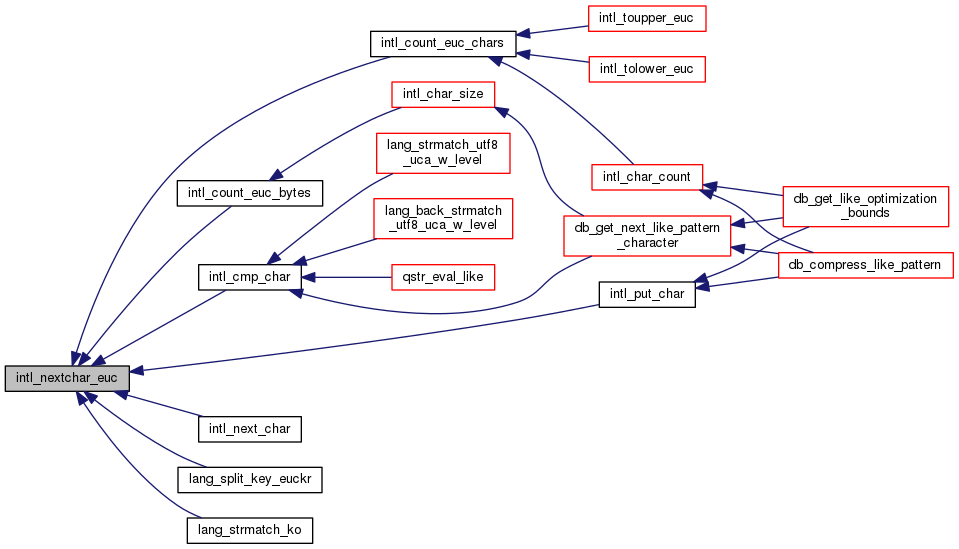 intl_toupper_euc
intl_count_euc_chars
intl_tolower_euc
intl_char_size
lang_strmatch_utf8
_uca_w_level
intl_char_count
intl_count_euc_bytes
db_get_like_optimization
_bounds
lang_back_strmatch
_utf8_uca_w_level
db_get_next_like_pattern
_character
db_compress_like_pattern
intl_cmp_char
qstr_eval_like
intl_put_char
intl_nextchar_euc
intl_next_char
lang_split_key_euckr
lang_strmatch_ko